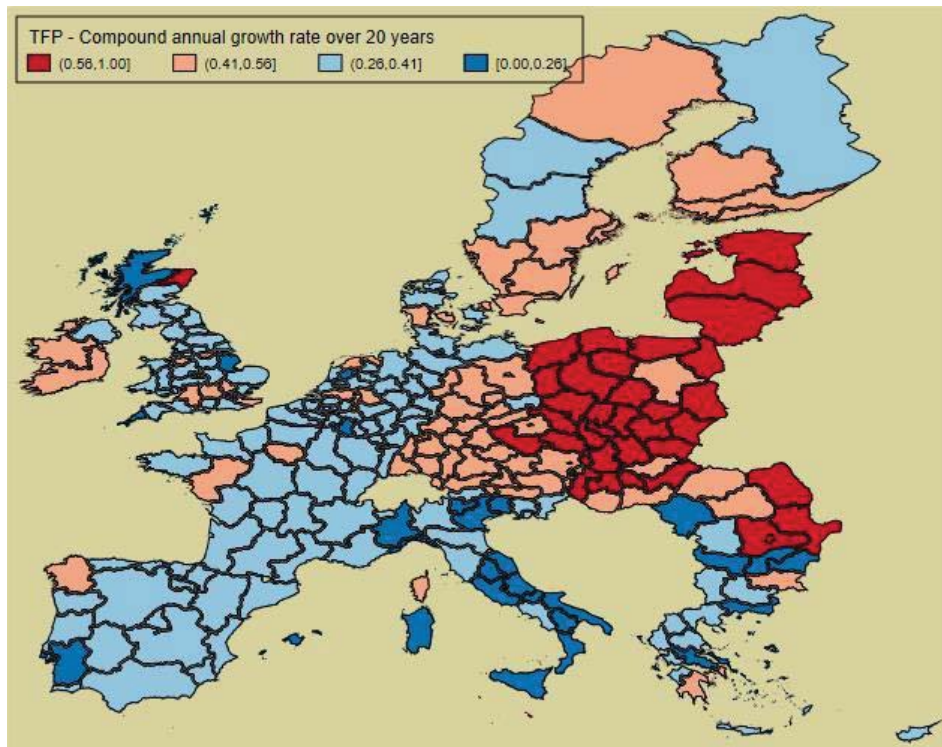 TFP - Compound annual growth rate over 20 years
(0.56,1.00] (0.41,0.56] (0.26,0.41] [0.00,0.26]